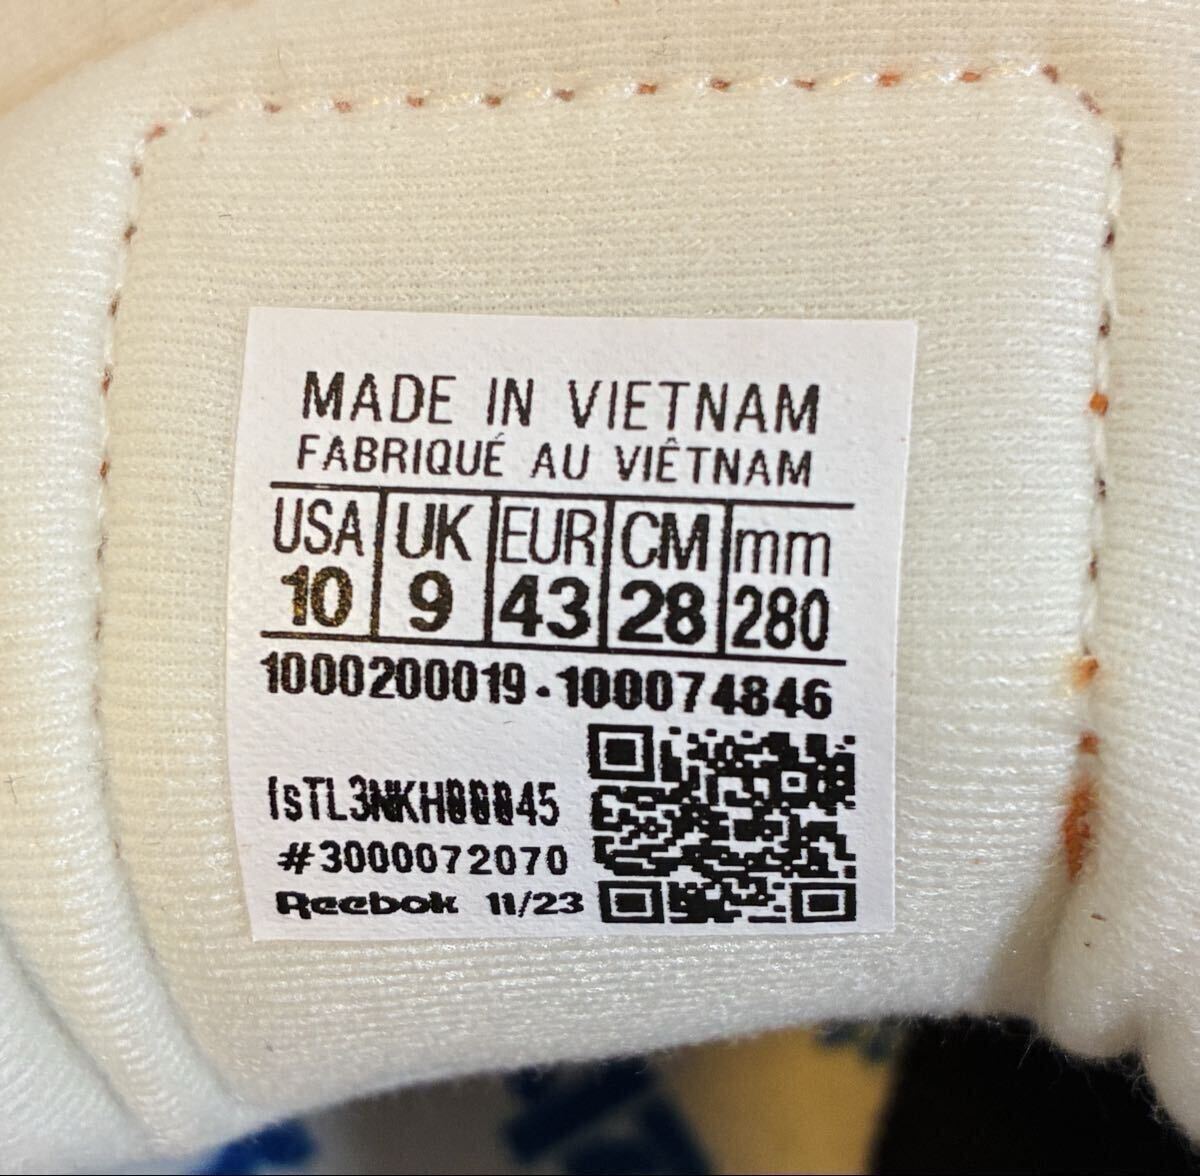 MADE IN VIETNAM
FABRIQUÉ AU VIÊTNAM
USA UK EUR CM mm
10 9 43 28 280
1000200019-100074846
#3000072070
Reebok 11/23